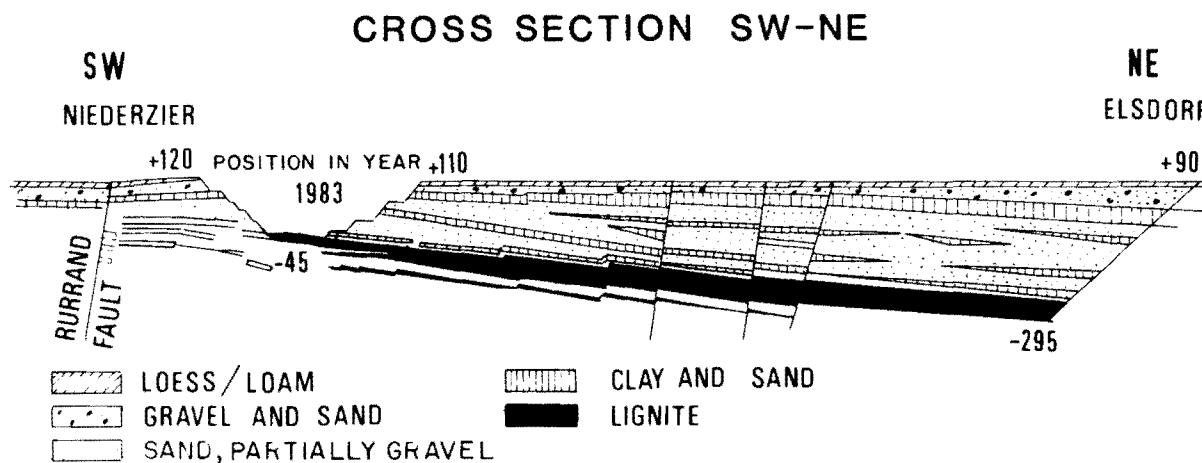 CROSS SECTION SW-NE
SW
NE
NIEDERZIER
ELSDORF
+120 POSITION IN YEAR +110
+90
1983
-45
RURRAND
FAULT
-295
LOESS/LOAM
CLAY AND SAND
GRAVEL AND SAND
LIGNITE
SAND, PARTIALLY GRAVEL